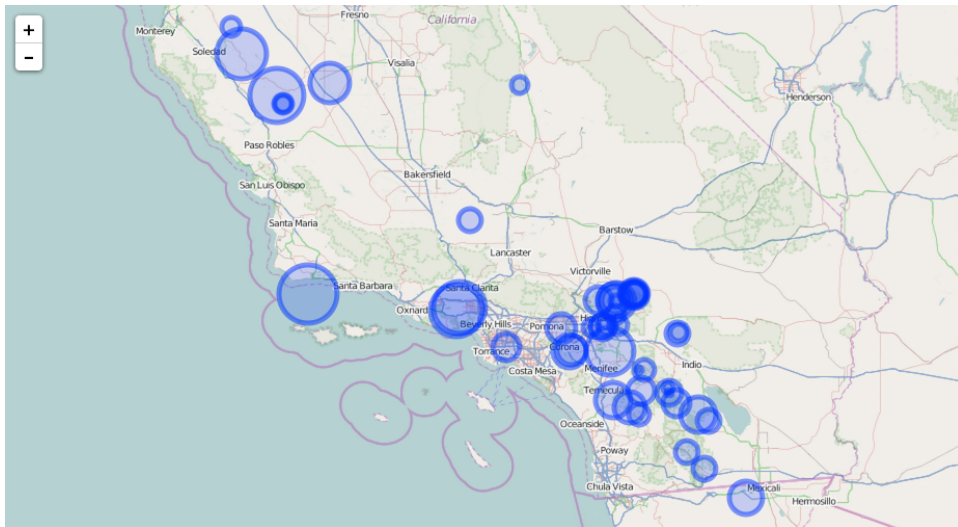 +
−
Monterey
Fresno
California
Soledad
Visalia
Henderson
Paso Robles
Bakersfield
San Luis Obispo
Santa Maria
Barstow
Lancaster
Victorville
Santa Barbara
Santa Clarita
Oxnard
Beverly Hills
Pomona
Torrance
Corona
Costa Mesa
Menifee
Indio
Temecula
Oceanside
Poway
Chula Vista
Mexicali
Hermosillo